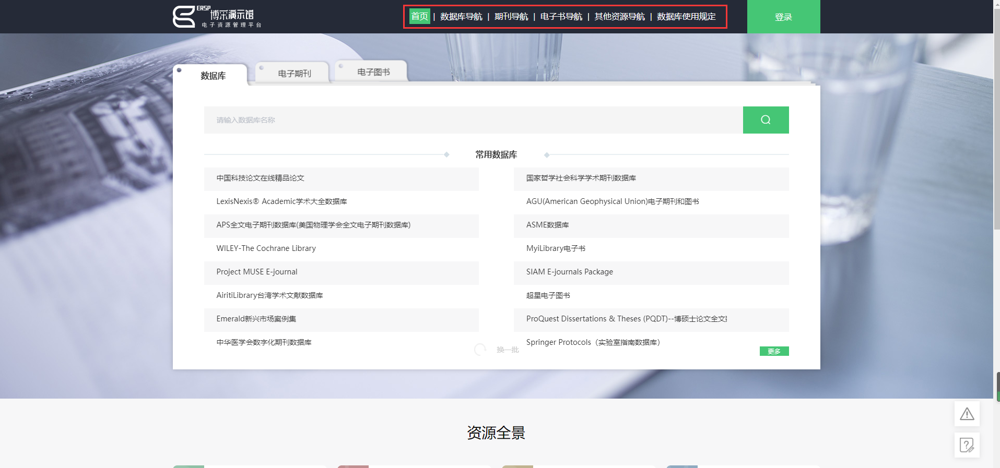 ERSP 博采演示馆
电子资源管理平台
首页 | 数据库导航 | 期刊导航 | 电子书导航 | 其他资源导航 | 数据库使用规定
登录
数据库
电子期刊
电子图书
请输入数据库名称
常用数据库
中国科技论文在线精品论文
国家哲学社会科学学术期刊数据库
LexisNexis® Academic学术大全数据库
AGU(American Geophysical Union)电子期刊和图书
APS全文电子期刊数据库(美国物理学会全文电子期刊数据库)
ASME数据库
WILEY-The Cochrane Library
MyiLibrary电子书
Project MUSE E-journal
SIAM E-journals Package
AiritiLibrary台湾学术文献数据库
超星电子图书
Emerald新兴市场案例集
ProQuest Dissertations & Theses (PQDT)--博硕士论文全文
中华医学会数字化期刊数据库
Springer Protocols（实验室指南数据库）
换一批
更多
资源全景